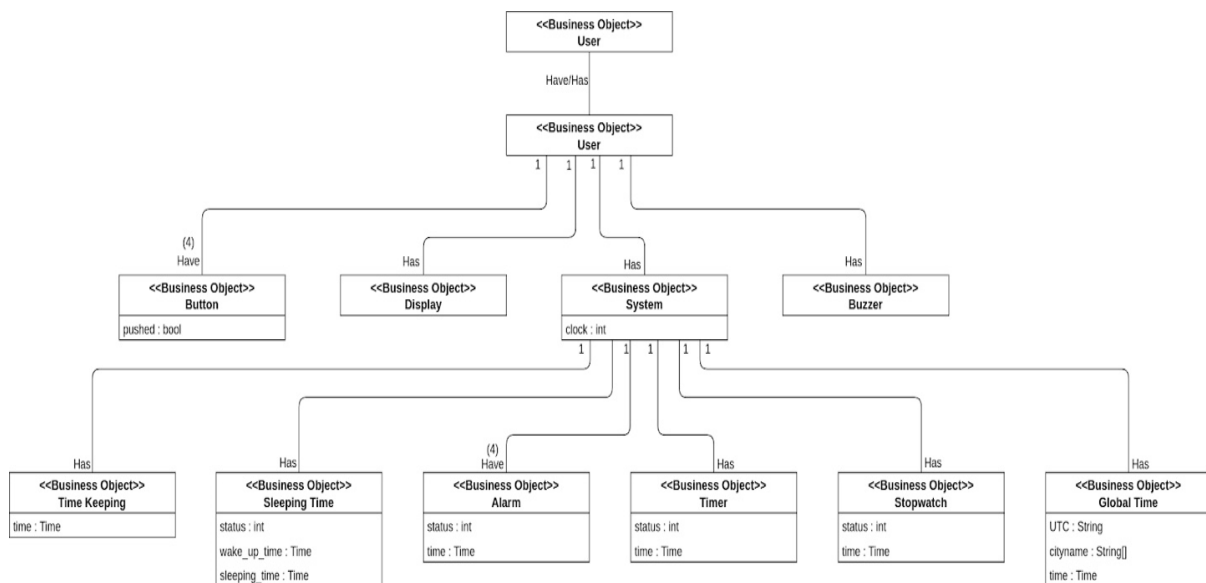 <<Business Object>>
User
Have/Has
<<Business Object>>
User
1 1 1 1
(4)
Have
Has
Has
Has
<<Business Object>>
Button
pushed : bool
<<Business Object>>
Display
<<Business Object>>
System
clock : int
<<Business Object>>
Buzzer
1 1 1 1 1
Has
Has
(4)
Have
Has
Has
Has
<<Business Object>>
Time Keeping
time : Time
<<Business Object>>
Sleeping Time
status : int
wake_up_time : Time
sleeping_time : Time
<<Business Object>>
Alarm
status : int
time : Time
<<Business Object>>
Timer
status : int
time : Time
<<Business Object>>
Stopwatch
status : int
time : Time
<<Business Object>>
Global Time
UTC : String
cityname : String[]
time : Time